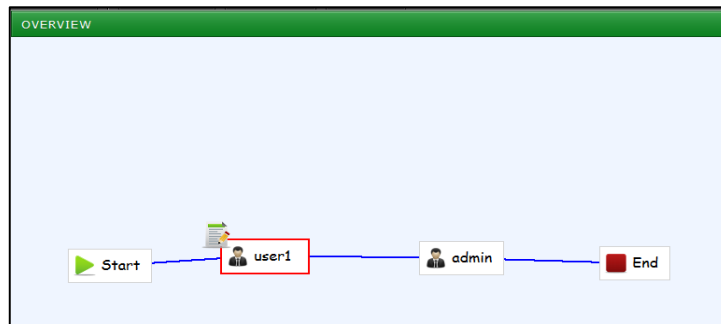 OVERVIEW
Start
user1
admin
End